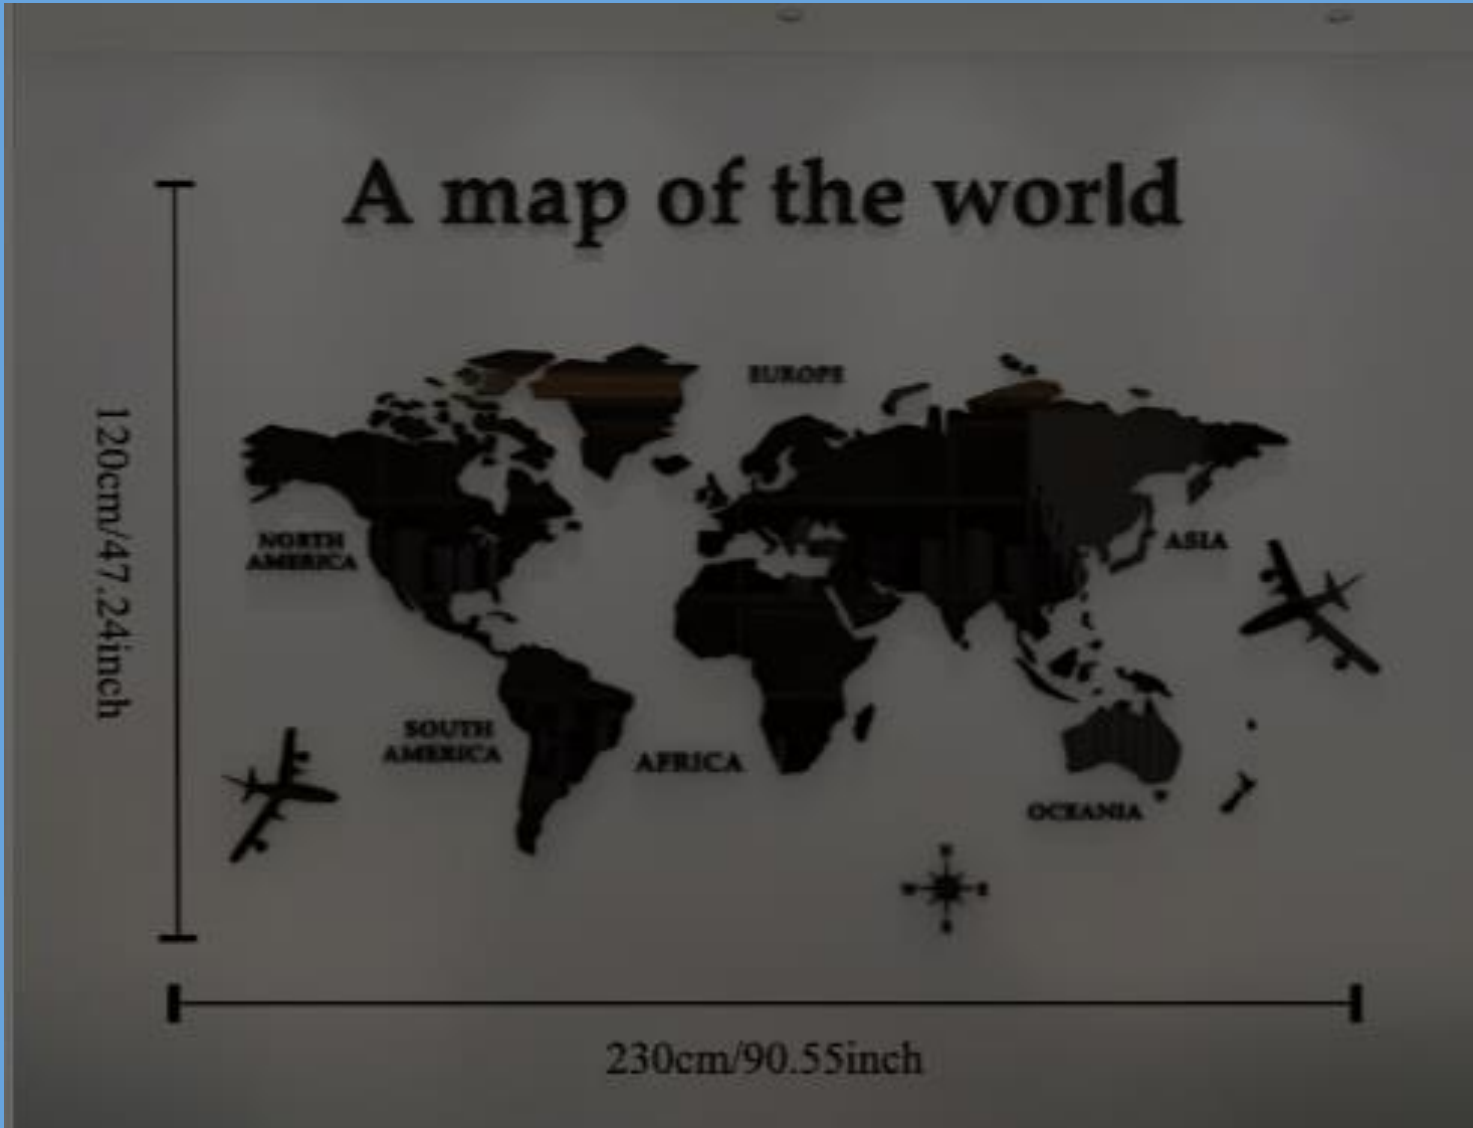 A map of the world
EUROPE
NORTH
AMERICA
ASIA
120cm/47.24inch
SOUTH
AMERICA
AFRICA
OCEANIA
230cm/90.55inch